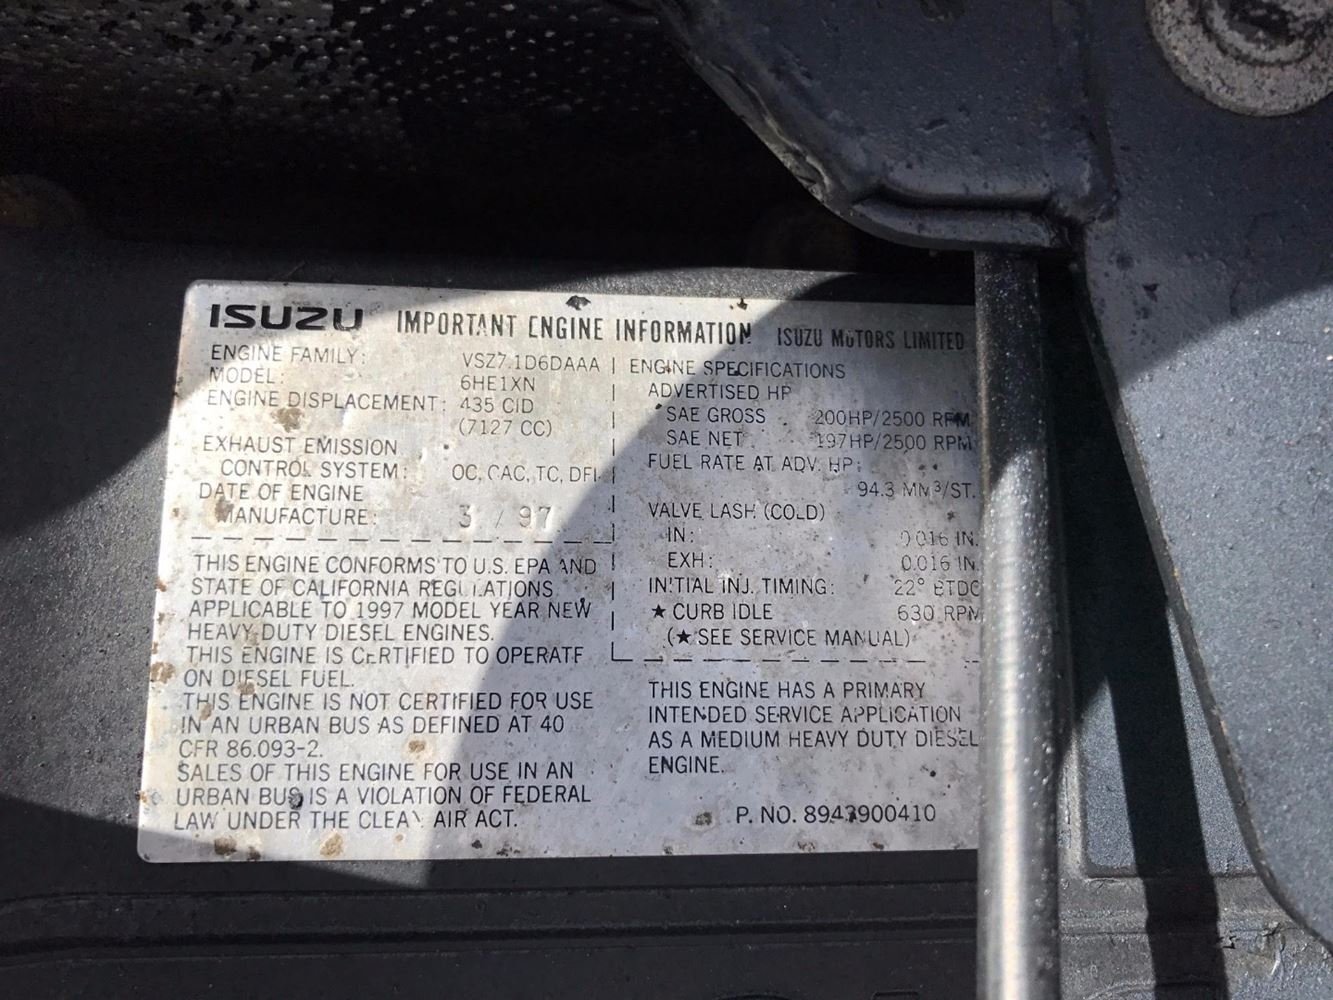 ISUZU IMPORTANT ENGINE INFORMATION ISUZU MOTORS LIMITED
ENGINE FAMILY: VSZ7.1D6DAAA
MODEL: 6HE1XN
ENGINE DISPLACEMENT: 435 CID
(7127 CC)
EXHAUST EMISSION
CONTROL SYSTEM: OC, CAC, TC, DFI
DATE OF ENGINE
MANUFACTURE: 3 / 97
THIS ENGINE CONFORMS TO U.S. EPA AND
STATE OF CALIFORNIA REGULATIONS
APPLICABLE TO 1997 MODEL YEAR NEW
HEAVY DUTY DIESEL ENGINES.
THIS ENGINE IS CERTIFIED TO OPERATE
ON DIESEL FUEL.
THIS ENGINE IS NOT CERTIFIED FOR USE
IN AN URBAN BUS AS DEFINED AT 40
CFR 86.093-2.
SALES OF THIS ENGINE FOR USE IN AN
URBAN BUS IS A VIOLATION OF FEDERAL
LAW UNDER THE CLEAN AIR ACT.
ENGINE SPECIFICATIONS
ADVERTISED HP
SAE GROSS 200HP/2500 RPM
SAE NET 197HP/2500 RPM
FUEL RATE AT ADV. HP:
94.3 MM³/ST.
VALVE LASH (COLD)
IN: 0.016 IN.
EXH: 0.016 IN.
INITIAL INJ. TIMING: 22° BTDC
★ CURB IDLE 630 RPM
(★ SEE SERVICE MANUAL)
THIS ENGINE HAS A PRIMARY
INTENDED SERVICE APPLICATION
AS A MEDIUM HEAVY DUTY DIESEL
ENGINE.
P. NO. 8943900410